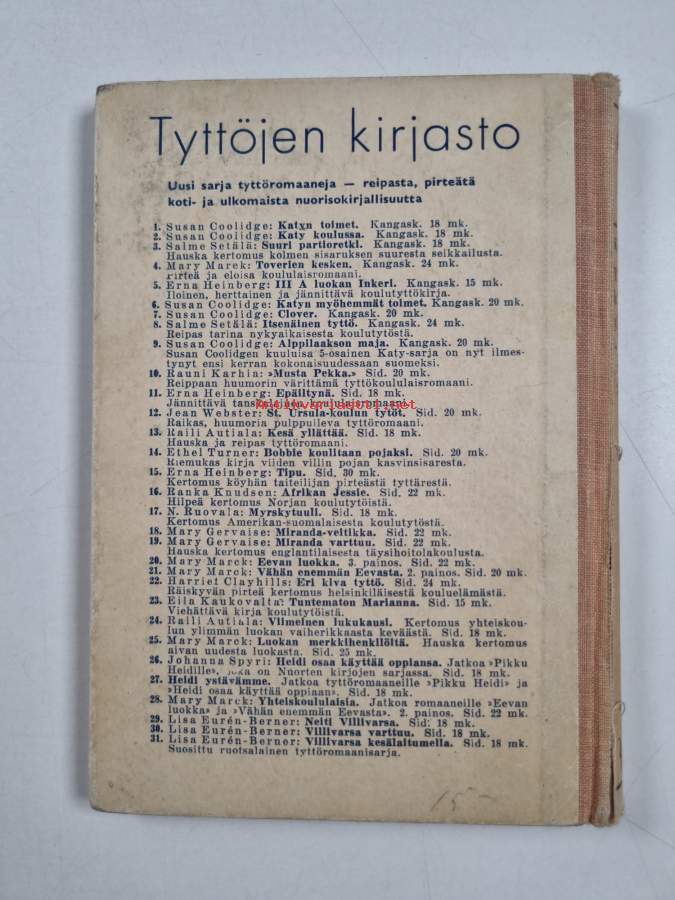 Tyttöjen kirjasto
Uusi sarja tyttöromaaneja — reipasta, pirteätä
koti- ja ulkomaista nuorisokirjallisuutta
1. Susan Coolidge: Katyn toimet. Kangask. 18 mk.
2. Susan Coolidge: Katy koulussa. Kangask. 18 mk.
3. Salme Setälä: Suuri partioretki. Kangask. 18 mk.
Hauska kertomus kolmen sisaruksen suuresta seikkailusta.
4. Mary Marck: Toverien kesken. Kangask. 24 mk.
Pirteä ja eloisa koululaisromaani.
5. Erna Heinberg: III A luokan Inkeri. Kangask. 15 mk.
Iloinen, herttainen ja jännittävä koulutyttökirja.
6. Susan Coolidge: Katyn myöhemmät toimet. Kangask. 20 mk.
7. Susan Coolidge: Clover. Kangask. 20 mk.
8. Salme Setälä: Itsenäinen tyttö. Kangask. 24 mk.
Reipas tarina nykyaikaisesta koulutytöstä.
9. Susan Coolidge: Alppilaakson maja. Kangask. 20 mk.
Susan Coolidgen kuuluisa 5-osainen Katy-sarja on nyt ilmes-
tynyt ensi kerran kokonaisuudessaan suomeksi.
10. Rauni Karhia: »Musta Pekka.» Sid. 20 mk.
Reippaan huumorin värittämä tyttökoululaisromaani.
11. Erna Heinberg: Epäiltynä. Sid. 18 mk.
Jännittävä tanskalainen koululaisromaani.
Antikvariaatti.net
12. Jean Webster: St. Ursula-koulun tytöt. Sid. 20 mk.
Raikas, huumoria pulppuileva tyttöromaani.
13. Raili Autiala: Kesä yllättää. Sid. 18 mk.
Hauska ja reipas tyttöromaani.
14. Ethel Turner: Bobbie koulitaan pojaksi. Sid. 20 mk.
Riemukas kirja viiden villin pojan kasvinsisaresta.
15. Erna Heinberg: Tipu. Sid. 30 mk.
Kertomus köyhän taiteilijan pirteästä tyttärestä.
16. Ranka Knudsen: Afrikan Jessie. Sid. 22 mk.
Hilpeä kertomus Norjan koulutytöistä.
17. N. Ruovala: Myrskytuuli. Sid. 18 mk.
Kertomus Amerikan-suomalaisesta koulutytöstä.
18. Mary Gervaise: Miranda-veitikka. Sid. 22 mk.
19. Mary Gervaise: Miranda varttuu. Sid. 22 mk.
Hauska kertomus englantilaisesta täysihoitolakoulusta.
20. Mary Marck: Eevan luokka. 3. painos. Sid. 22 mk.
21. Mary Marck: Vähän enemmän Eevasta. 2. painos. Sid. 20 mk.
22. Harriet Clayhills: Eri kiva tyttö. Sid. 24 mk.
Räiskyvän pirteä kertomus helsinkiläisestä kouluelämästä.
23. Eila Kaukovalta: Tuntematon Marianna. Sid. 15 mk.
Viehättävä kirja koulutytöistä.
24. Raili Autiala: Viimeinen lukukausi. Kertomus yhteiskou-
lun ylimmän luokan vaiherikkaasta keväästä. Sid. 18 mk.
25. Mary Marck: Luokan merkkihenkilöitä. Hauska kertomus
aivan uudesta luokasta. Sid. 25 mk.
26. Johanna Spyri: Heidi osaa käyttää oppiansa. Jatkoa »Pikku
Heidille», joka on Nuorten kirjojen sarjassa. Sid. 18 mk.
27. Heidi ystävämme. Jatkoa tyttöromaaneille »Pikku Heidi» ja
»Heidi osaa käyttää oppiaan». Sid. 18 mk.
28. Mary Marck: Yhteiskoululaisia. Jatkoa romaaneille »Eevan
luokka» ja »Vähän enemmän Eevasta». 2. painos. Sid. 22 mk.
29. Lisa Eurén-Berner: Neiti Villivarsa. Sid. 18 mk.
30. Lisa Eurén-Berner: Villivarsa varttuu. Sid. 18 mk.
31. Lisa Eurén-Berner: Villivarsa kesälaitumella. Sid. 18 mk.
Suosittu ruotsalainen tyttöromaanisarja.
15-